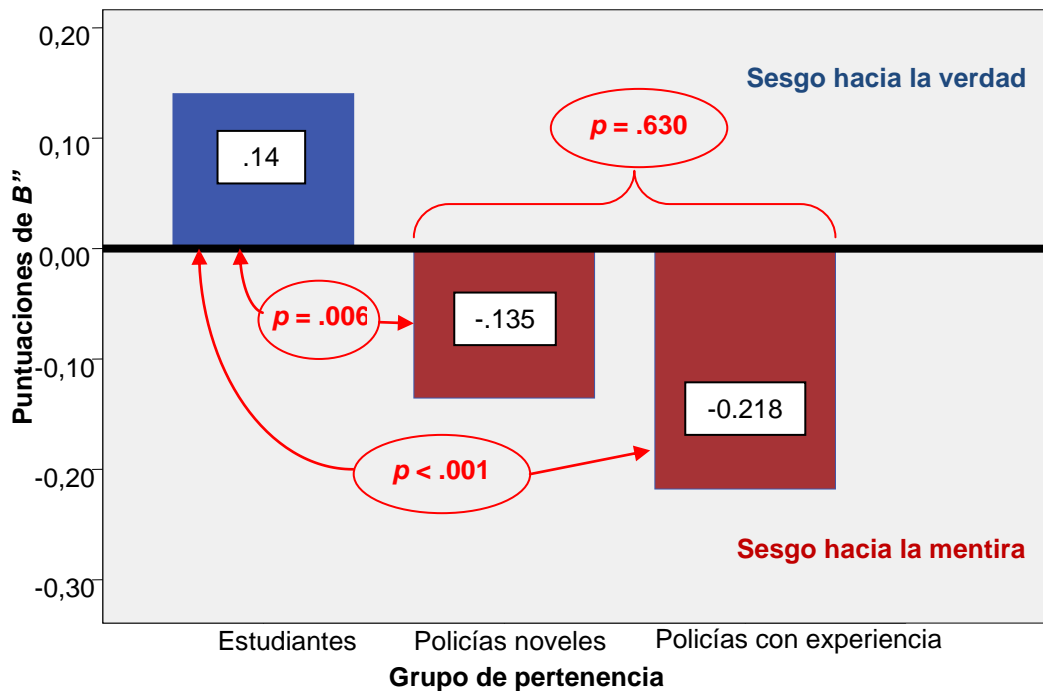 0,20
Sesgo hacia la verdad
p = .630
0,10
.14
Puntuaciones de B”
0,00
p = .006
-.135
-0,10
-0.218
p < .001
-0,20
Sesgo hacia la mentira
-0,30
Estudiantes
Policías noveles
Policías con experiencia
Grupo de pertenencia